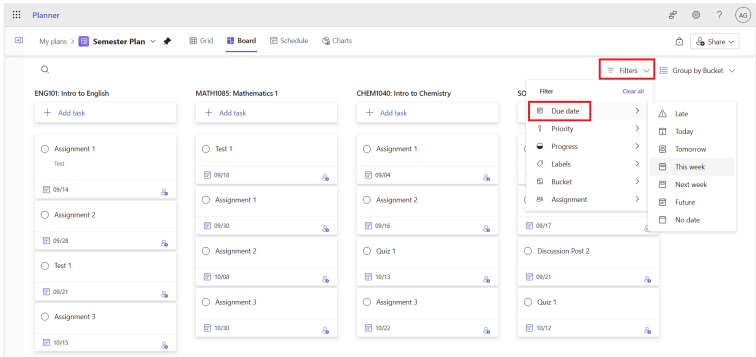 Planner
? AG
My plans > Semester Plan Grid Board Schedule Charts Share
Filters Group by Bucket
Filter Clear all
Due date
Priority
Progress
Labels
Bucket
Assignment
Late
Today
Tomorrow
This week
Next week
Future
No date
ENG101: Intro to English
+ Add task
Assignment 1
Test
09/14
Assignment 2
09/28
Test 1
09/21
Assignment 3
10/15
MATH1085: Mathematics 1
+ Add task
Test 1
09/18
Assignment 1
09/30
Assignment 2
10/08
Assignment 3
10/30
CHEM1040: Intro to Chemistry
+ Add task
Assignment 1
09/04
Assignment 2
09/16
Quiz 1
10/13
Assignment 3
10/22
SO
09/17
Discussion Post 2
09/21
Quiz 1
10/12